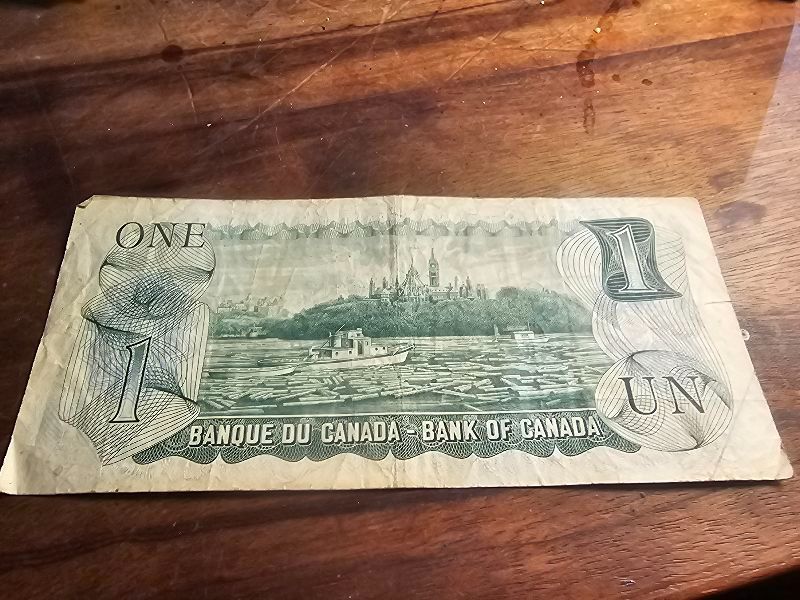 ONE
1
1
UN
BANQUE DU CANADA - BANK OF CANADA